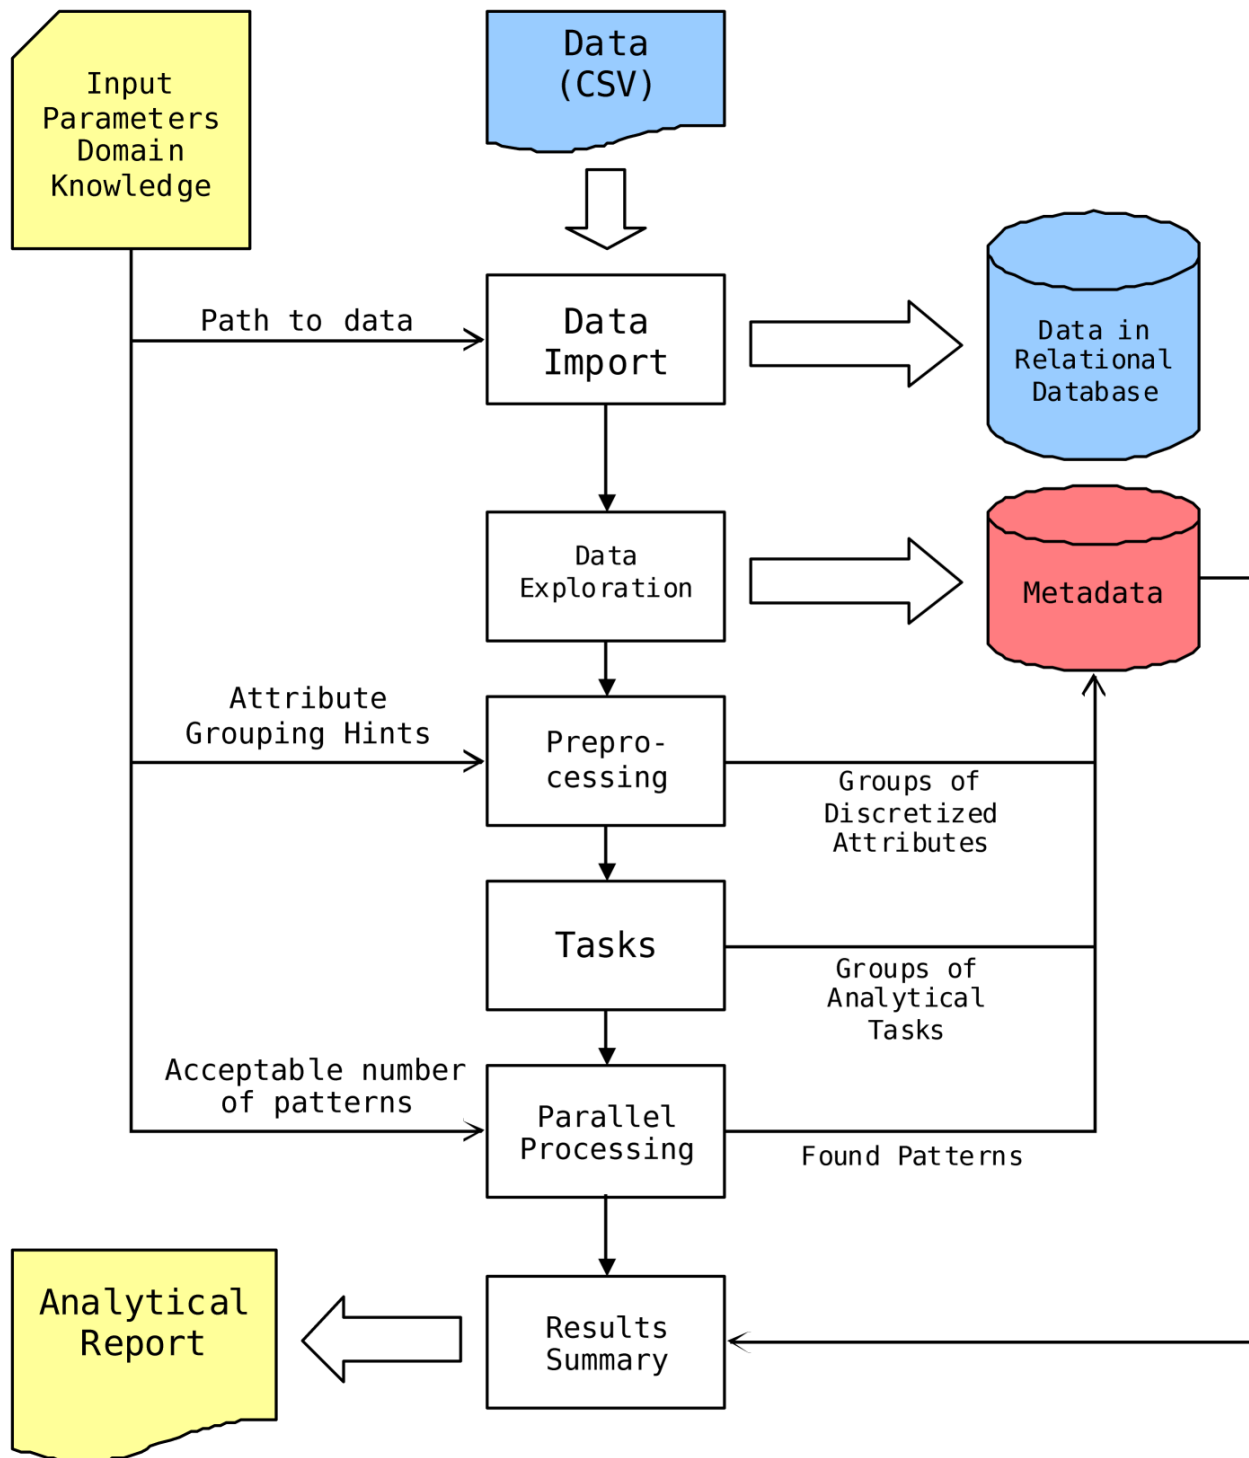 Input
Parameters
Domain
Knowledge
Data
(CSV)
Path to data
Data
Import
Data in
Relational
Database
Data
Exploration
Metadata
Attribute
Grouping Hints
Prepro-
cessing
Groups of
Discretized
Attributes
Tasks
Groups of
Analytical
Tasks
Acceptable number
of patterns
Parallel
Processing
Found Patterns
Analytical
Report
Results
Summary